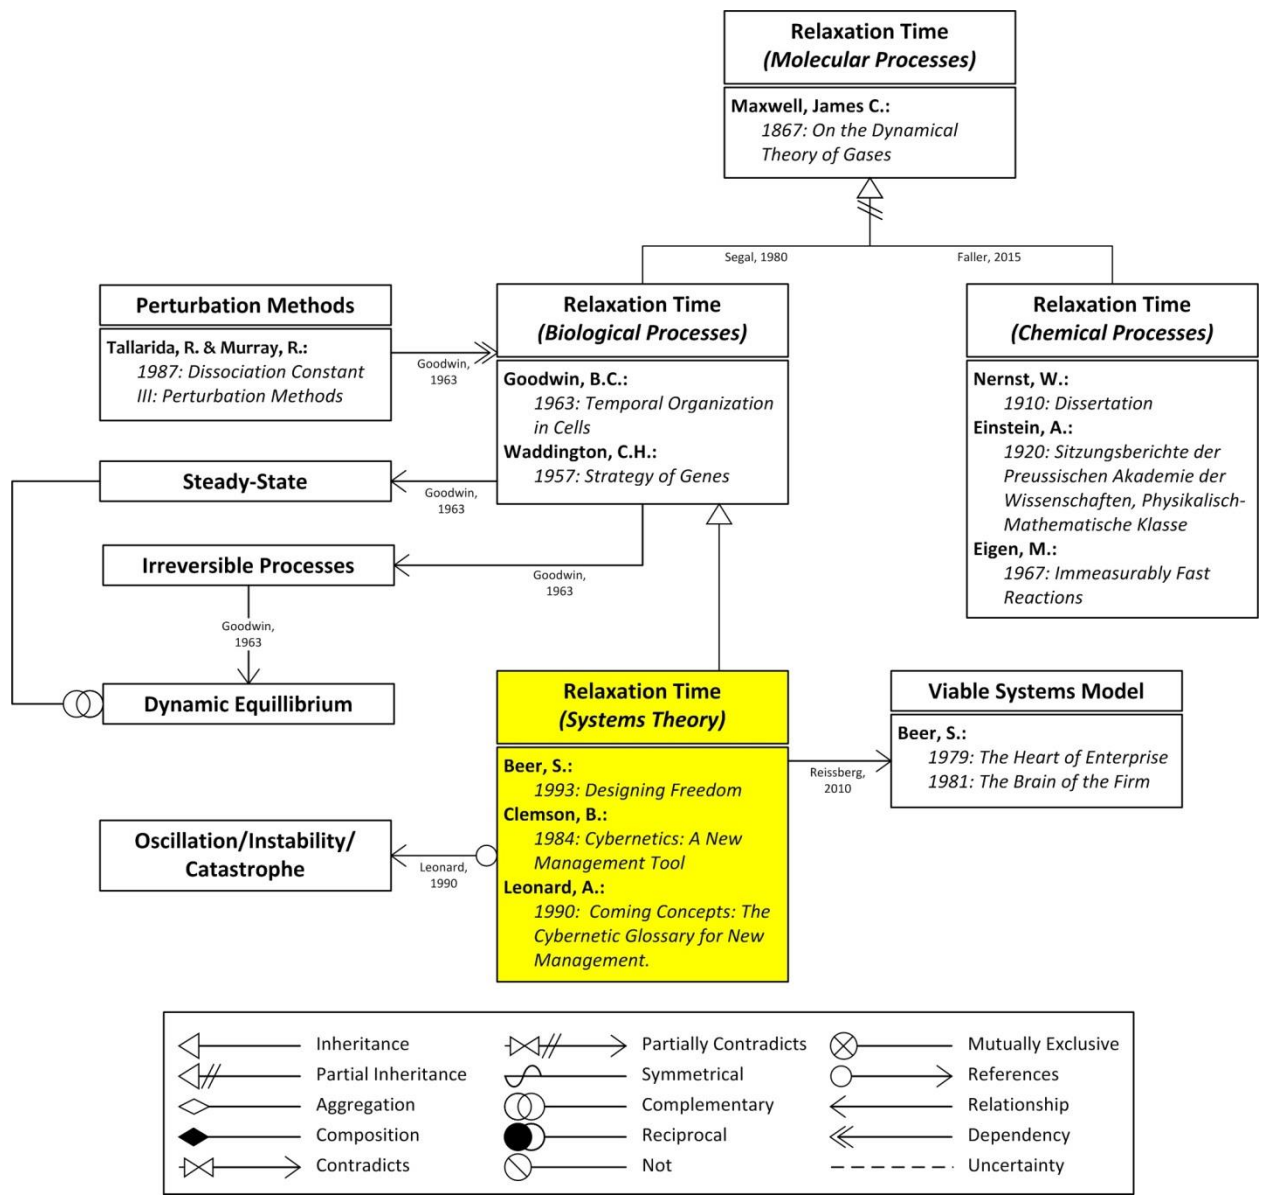 Relaxation Time
(Molecular Processes)
Maxwell, James C.:
1867: On the Dynamical
Theory of Gases
Segal, 1980
Faller, 2015
Perturbation Methods
Tallarida, R. & Murray, R.:
1987: Dissociation Constant
III: Perturbation Methods
Goodwin,
1963
Relaxation Time
(Biological Processes)
Goodwin, B.C.:
1963: Temporal Organization
in Cells
Waddington, C.H.:
1957: Strategy of Genes
Relaxation Time
(Chemical Processes)
Nernst, W.:
1910: Dissertation
Einstein, A.:
1920: Sitzungsberichte der
Preussischen Akademie der
Wissenschaften, Physikalisch-
Mathematische Klasse
Eigen, M.:
1967: Immeasurably Fast
Reactions
Steady-State
Goodwin,
1963
Irreversible Processes
Goodwin,
1963
Goodwin,
1963
Dynamic Equillibrium
Relaxation Time
(Systems Theory)
Beer, S.:
1993: Designing Freedom
Clemson, B.:
1984: Cybernetics: A New
Management Tool
Leonard, A.:
1990:  Coming Concepts: The
Cybernetic Glossary for New
Management.
Reissberg,
2010
Viable Systems Model
Beer, S.:
1979: The Heart of Enterprise
1981: The Brain of the Firm
Oscillation/Instability/
Catastrophe
Leonard,
1990
Inheritance
Partial Inheritance
Aggregation
Composition
Contradicts
Partially Contradicts
Symmetrical
Complementary
Reciprocal
Not
Mutually Exclusive
References
Relationship
Dependency
Uncertainty